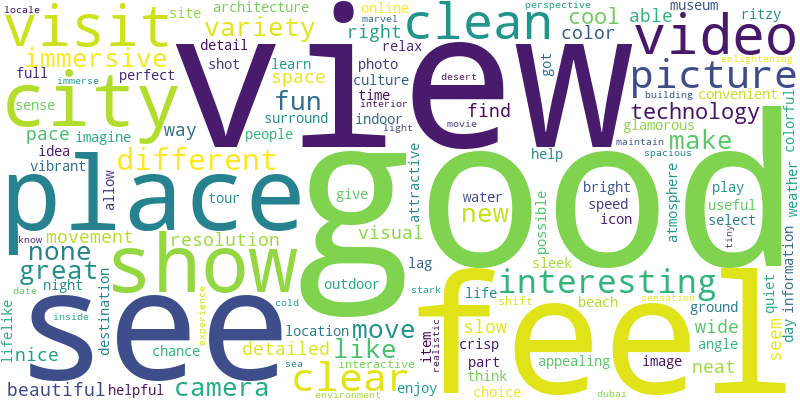 locale
visit
site
architecture
online
marvel
perspective
museum
ritzy
detail
variety
view
right
clean
cool
able
video
color
immersive
shot
learn
relax
photo
got
enlightening
full
perfect
space
culture
desert
picture
immerse
fun
time
interior
building
convenient
city
sense
surround
find
technology
colorful
pace
imagine
way
people
indoor
light
movie
glamorous
maintain
make
weather
idea
different
attractive
help
spacious
vibrant
place
allow
tour
give
good
water
new
bright
speed
icon
play
useful
select
atmosphere
possible
know
movement
resolution
visual
tiny
none
show
great
night
outdoor
lag
sleek
interesting
seem
quiet
day
information
date
see
destination
cold
stark
feel
life
shift
beach
sensation
ground
lifelike
inside
experience
location
move
item
realistic
slow
crisp
wide
angle
nice
chance
detailed
sea
like
interactive
part
appealing
image
neat
beautiful
helpful
camera
clear
environment
enjoy
think
choice
dubai